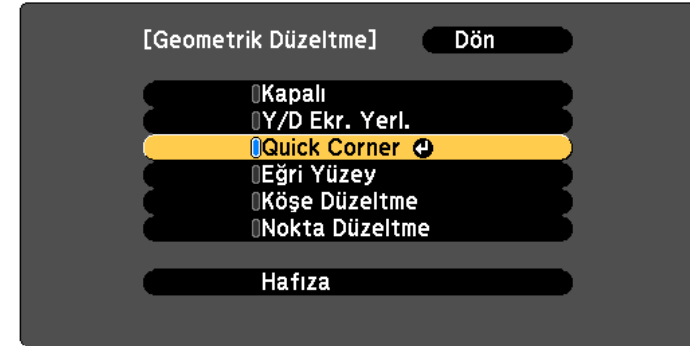 [Geometrik Düzeltme] Dön
Kapalı
Y/D Ekr. Yerl.
Quick Corner
Eğri Yüzey
Köşe Düzeltme
Nokta Düzeltme
Hafıza